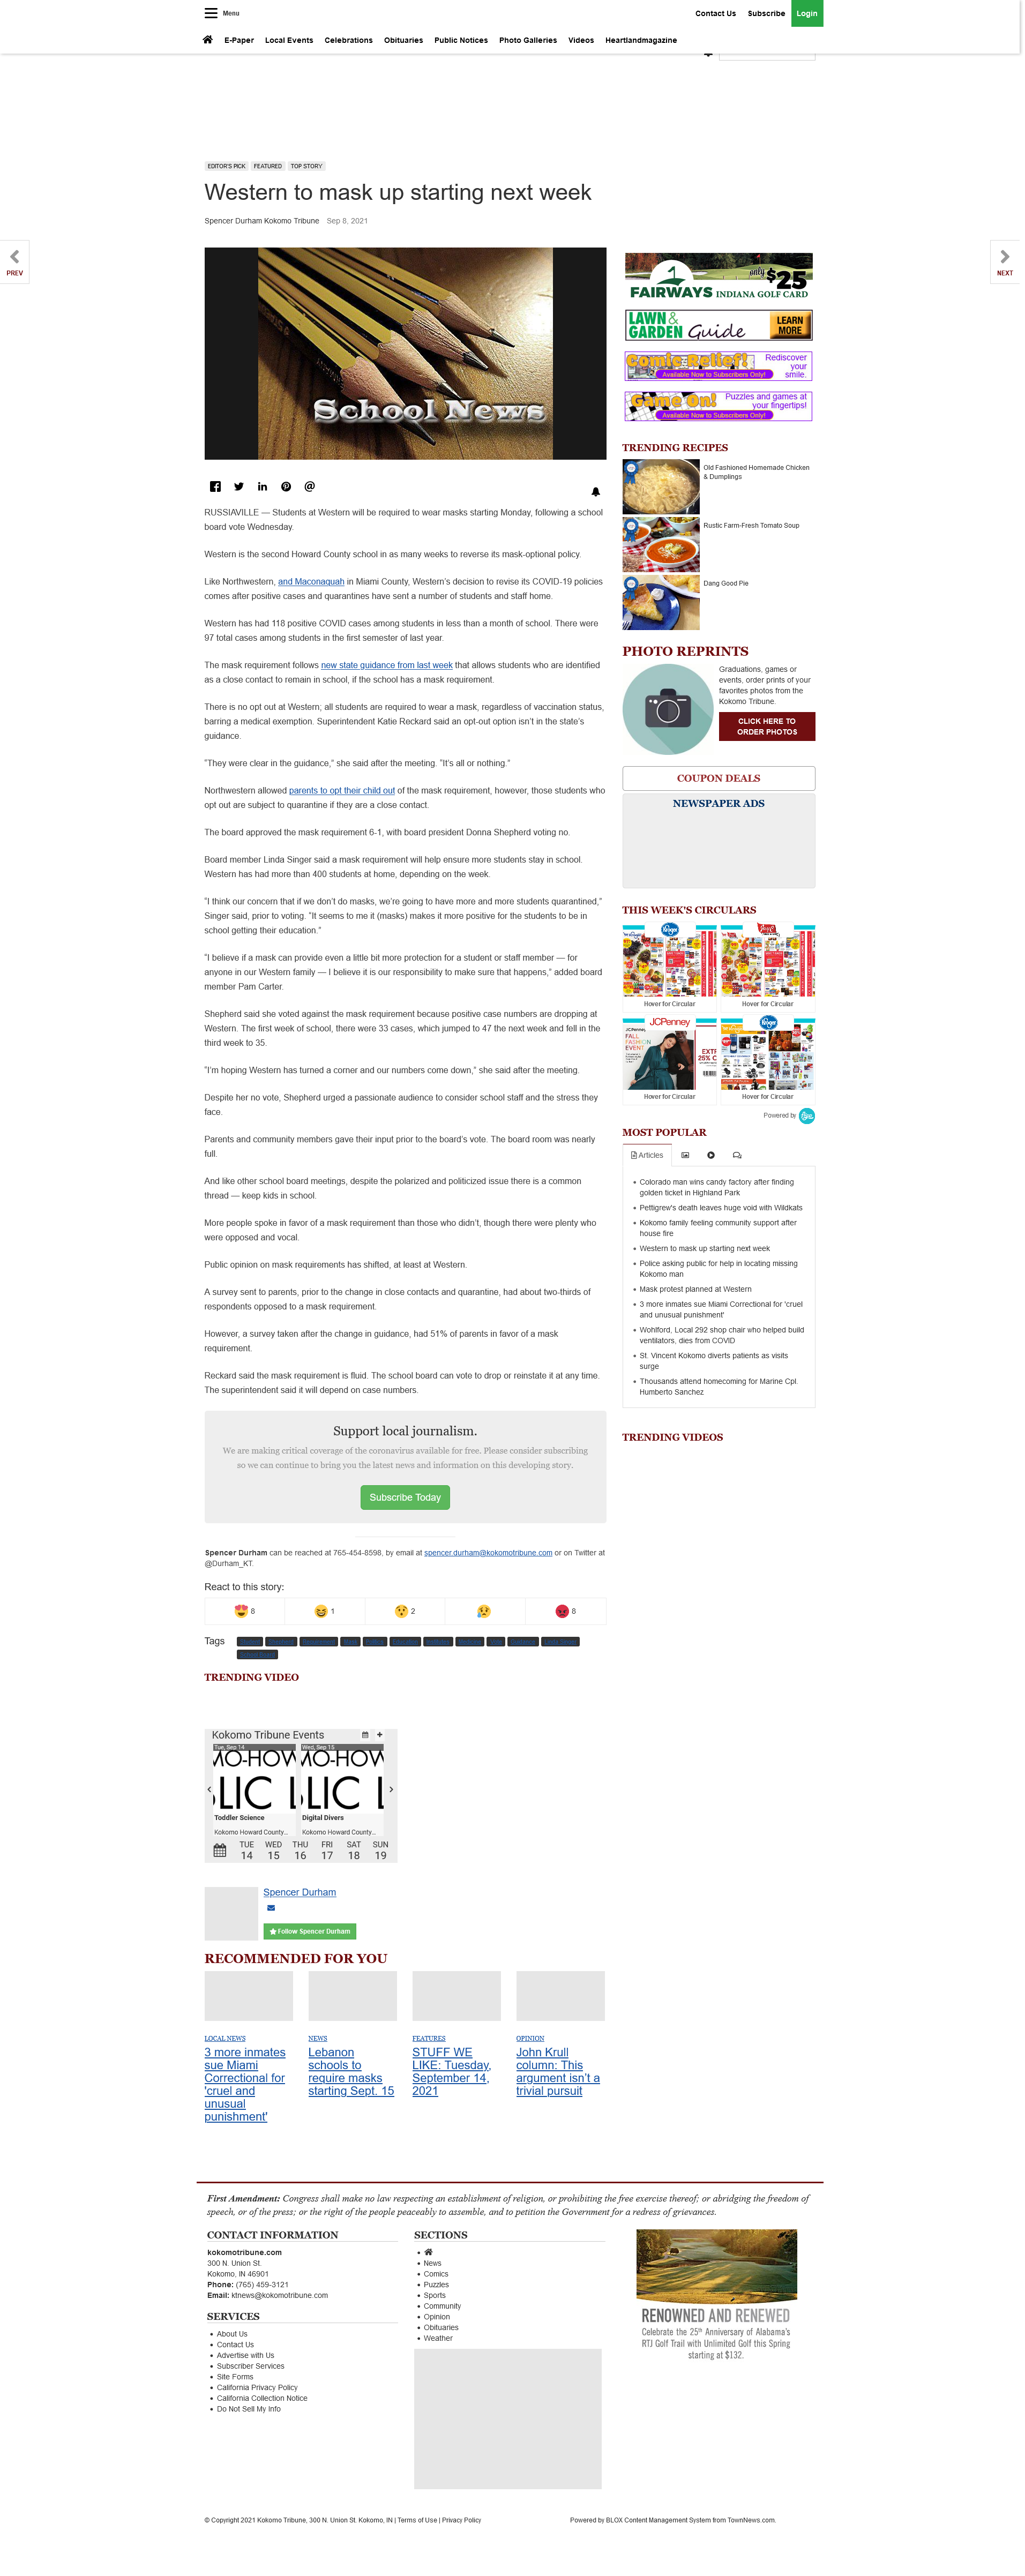 Menu
Contact Us Subscribe Login
E-Paper Local Events Celebrations Obituaries Public Notices Photo Galleries Videos Heartlandmagazine
EDITOR'S PICK FEATURED TOP STORY
Western to mask up starting next week
Spencer Durham Kokomo Tribune Sep 8, 2021
PREV
NEXT
School News
RUSSIAVILLE — Students at Western will be required to wear masks starting Monday, following a school
board vote Wednesday.
Western is the second Howard County school in as many weeks to reverse its mask-optional policy.
Like Northwestern, and Maconaquah in Miami County, Western's decision to revise its COVID-19 policies
comes after positive cases and quarantines have sent a number of students and staff home.
Western has had 118 positive COVID cases among students in less than a month of school. There were
97 total cases among students in the first semester of last year.
The mask requirement follows new state guidance from last week that allows students who are identified
as a close contact to remain in school, if the school has a mask requirement.
There is no opt out at Western; all students are required to wear a mask, regardless of vaccination status,
barring a medical exemption. Superintendent Katie Reckard said an opt-out option isn't in the state's
guidance.
"They were clear in the guidance," she said after the meeting. "It's all or nothing."
Northwestern allowed parents to opt their child out of the mask requirement, however, those students who
opt out are subject to quarantine if they are a close contact.
The board approved the mask requirement 6-1, with board president Donna Shepherd voting no.
Board member Linda Singer said a mask requirement will help ensure more students stay in school.
Western has had more than 400 students at home, depending on the week.
"I think our concern that if we don't do masks, we're going to have more and more students quarantined,"
Singer said, prior to voting. "It seems to me it (masks) makes it more positive for the students to be in
school getting their education."
"I believe if a mask can provide even a little bit more protection for a student or staff member — for
anyone in our Western family — I believe it is our responsibility to make sure that happens," added board
member Pam Carter.
Shepherd said she voted against the mask requirement because positive case numbers are dropping at
Western. The first week of school, there were 33 cases, which jumped to 47 the next week and fell in the
third week to 35.
"I'm hoping Western has turned a corner and our numbers come down," she said after the meeting.
Despite her no vote, Shepherd urged a passionate audience to consider school staff and the stress they
face.
Parents and community members gave their input prior to the board's vote. The board room was nearly
full.
And like other school board meetings, despite the polarized and politicized issue there is a common
thread — keep kids in school.
More people spoke in favor of a mask requirement than those who didn't, though there were plenty who
were opposed and vocal.
Public opinion on mask requirements has shifted, at least at Western.
A survey sent to parents, prior to the change in close contacts and quarantine, had about two-thirds of
respondents opposed to a mask requirement.
However, a survey taken after the change in guidance, had 51% of parents in favor of a mask
requirement.
Reckard said the mask requirement is fluid. The school board can vote to drop or reinstate it at any time.
The superintendent said it will depend on case numbers.
Support local journalism.
We are making critical coverage of the coronavirus available for free. Please consider subscribing
so we can continue to bring you the latest news and information on this developing story.
Subscribe Today
Spencer Durham can be reached at 765-454-8598, by email at spencer.durham@kokomotribune.com or on Twitter at
@Durham_KT.
React to this story:
8 1 2 8
Tags
TRENDING VIDEO
Kokomo Tribune Events
Tue, Sep 14 Wed, Sep 15
Toddler Science Digital Divers
Kokomo Howard County... Kokomo Howard County...
TUE WED THU FRI SAT SUN
14 15 16 17 18 19
Spencer Durham
Follow Spencer Durham
RECOMMENDED FOR YOU
LOCAL NEWS
3 more inmates
sue Miami
Correctional for
'cruel and
unusual
punishment'
NEWS
Lebanon
schools to
require masks
starting Sept. 15
FEATURES
STUFF WE
LIKE: Tuesday,
September 14,
2021
OPINION
John Krull
column: This
argument isn't a
trivial pursuit
FAIRWAYS INDIANA GOLF CARD
only $25
LAWN & GARDEN Guide LEARN MORE
Comic Relief! Rediscover your smile.
Available Now to Subscribers Only!
Game On! Puzzles and games at your fingertips!
Available Now to Subscribers Only!
TRENDING RECIPES
Old Fashioned Homemade Chicken
& Dumplings
Rustic Farm-Fresh Tomato Soup
Dang Good Pie
PHOTO REPRINTS
Graduations, games or
events, order prints of your
favorites photos from the
Kokomo Tribune.
CLICK HERE TO
ORDER PHOTOS
COUPON DEALS
NEWSPAPER ADS
THIS WEEK'S CIRCULARS
Kroger
Hover for Circular Hover for Circular
JCPenney Kroger
Hover for Circular Hover for Circular
Powered by
MOST POPULAR
Articles
Colorado man wins candy factory after finding
golden ticket in Highland Park
Pettigrew's death leaves huge void with Wildkats
Kokomo family feeling community support after
house fire
Western to mask up starting next week
Police asking public for help in locating missing
Kokomo man
Mask protest planned at Western
3 more inmates sue Miami Correctional for 'cruel
and unusual punishment'
Wohlford, Local 292 shop chair who helped build
ventilators, dies from COVID
St. Vincent Kokomo diverts patients as visits
surge
Thousands attend homecoming for Marine Cpl.
Humberto Sanchez
TRENDING VIDEOS
First Amendment: Congress shall make no law respecting an establishment of religion, or prohibiting the free exercise thereof; or abridging the freedom of
speech, or of the press; or the right of the people peaceably to assemble, and to petition the Government for a redress of grievances.
CONTACT INFORMATION
kokomotribune.com
300 N. Union St.
Kokomo, IN 46901
Phone: (765) 459-3121
Email: ktnews@kokomotribune.com
SERVICES
About Us
Contact Us
Advertise with Us
Subscriber Services
Site Forms
California Privacy Policy
California Collection Notice
Do Not Sell My Info
SECTIONS
News
Comics
Puzzles
Sports
Community
Opinion
Obituaries
Weather
RENOWNED AND RENEWED
Celebrate the 25th Anniversary of Alabama's
RTJ Golf Trail with Unlimited Golf this Spring
starting at $132.
© Copyright 2021 Kokomo Tribune, 300 N. Union St. Kokomo, IN | Terms of Use | Privacy Policy
Powered by BLOX Content Management System from TownNews.com.